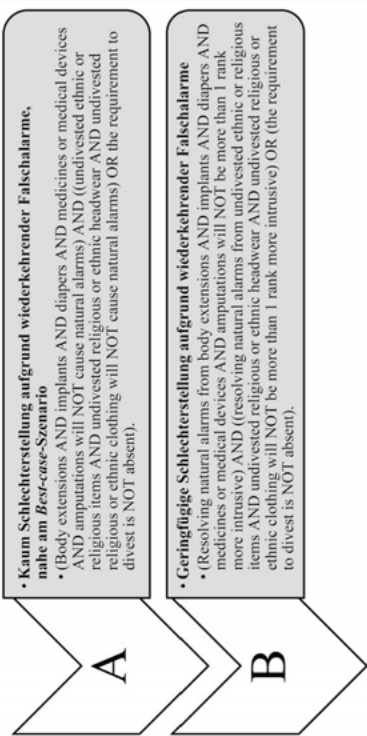 A
• Kaum Schlechterstellung aufgrund wiederkehrender Falschalarme,
nahe am Best-case-Szenario
• (Body extensions AND implants AND diapers AND medicines or medical devices
AND amputations will NOT cause natural alarms) AND ((undivested ethnic or
religious items AND undivested religious or ethnic headwear AND undivested
religious or ethnic clothing will NOT cause natural alarms) OR the requirement to
divest is NOT absent).
B
• Geringfügige Schlechterstellung aufgrund wiederkehrender Falschalarme
• (Resolving natural alarms from body extensions AND implants AND diapers AND
medicines or medical devices AND amputations will NOT be more than 1 rank
more intrusive) AND ((resolving natural alarms from undivested ethnic or religious
items AND undivested religious or ethnic headwear AND undivested religious or
ethnic clothing will NOT be more than 1 rank more intrusive) OR (the requirement
to divest is NOT absent).